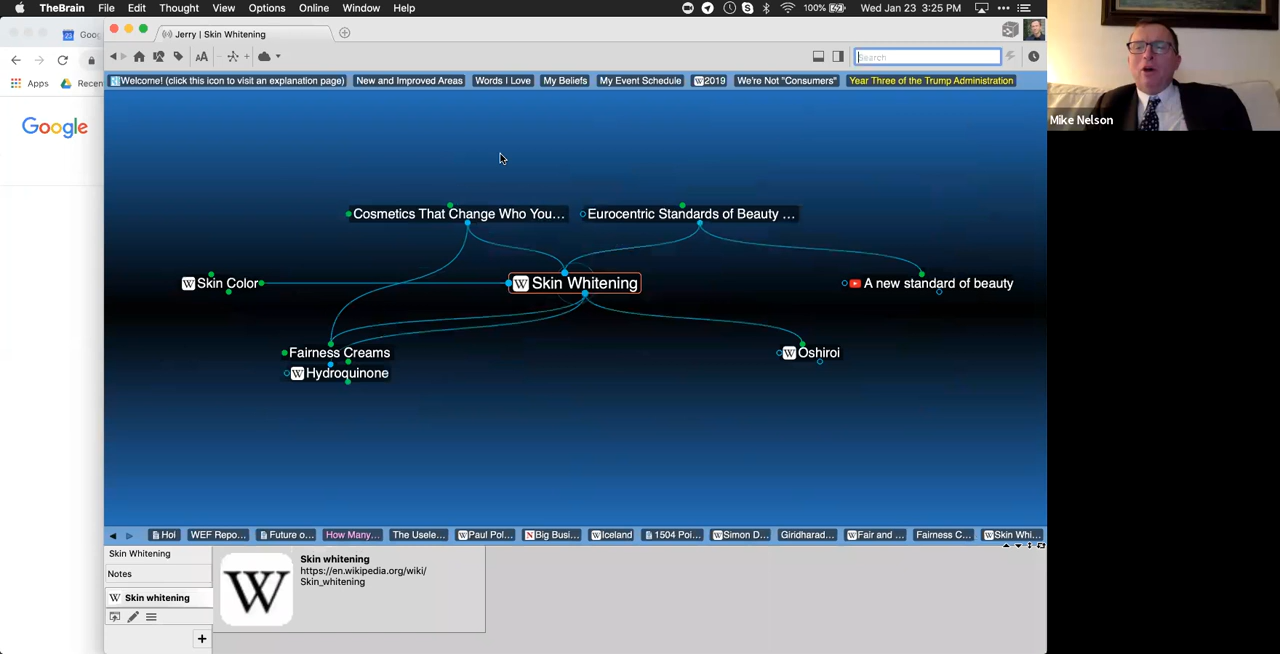 TheBrain File Edit Thought View Options Online Window Help 100% Wed Jan 23 3:25 PM
Jerry | Skin Whitening
Goog
AA
Search
Welcome! (click this icon to visit an explanation page) New and Improved Areas Words I Love My Beliefs My Event Schedule W 2019 We're Not "Consumers" Year Three of the Trump Administration
Apps Recen
Mike Nelson
Google
Cosmetics That Change Who You... Eurocentric Standards of Beauty ...
W Skin Color W Skin Whitening A new standard of beauty
Fairness Creams W Oshiroi
W Hydroquinone
Hol WEF Repo... Future o... How Many... The Usele... W Paul Pol... N Big Busi... W Iceland 1504 Poi... W Simon D... Giridharad... W Fair and ... Fairness C... W Skin Whi...
Skin Whitening
Notes
W Skin whitening
W
Skin whitening
https://en.wikipedia.org/wiki/
Skin_whitening